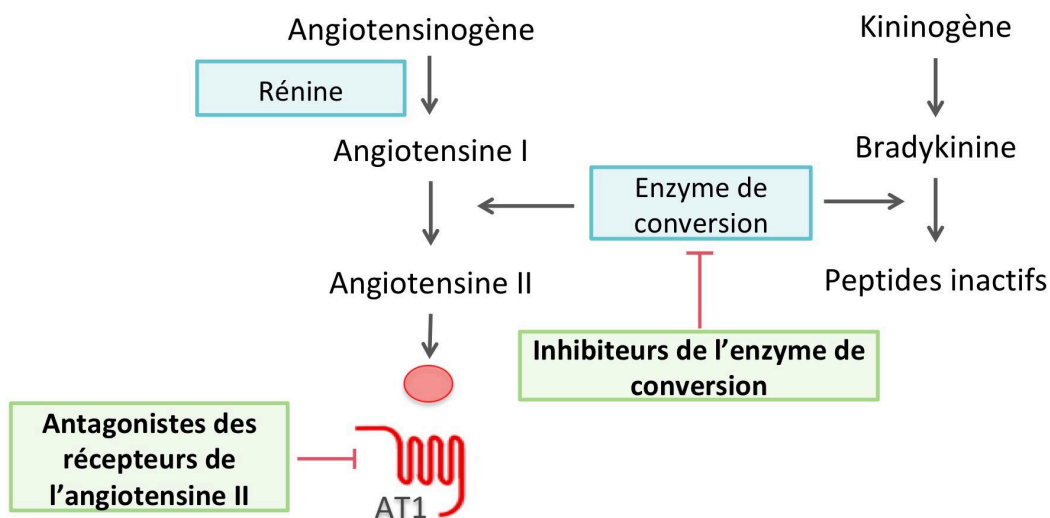 Angiotensinogène
Kininogène
Rénine
Angiotensine I
Bradykinine
Enzyme de
conversion
Angiotensine II
Peptides inactifs
Inhibiteurs de l’enzyme de
conversion
Antagonistes des
récepteurs de
l’angiotensine II
AT1